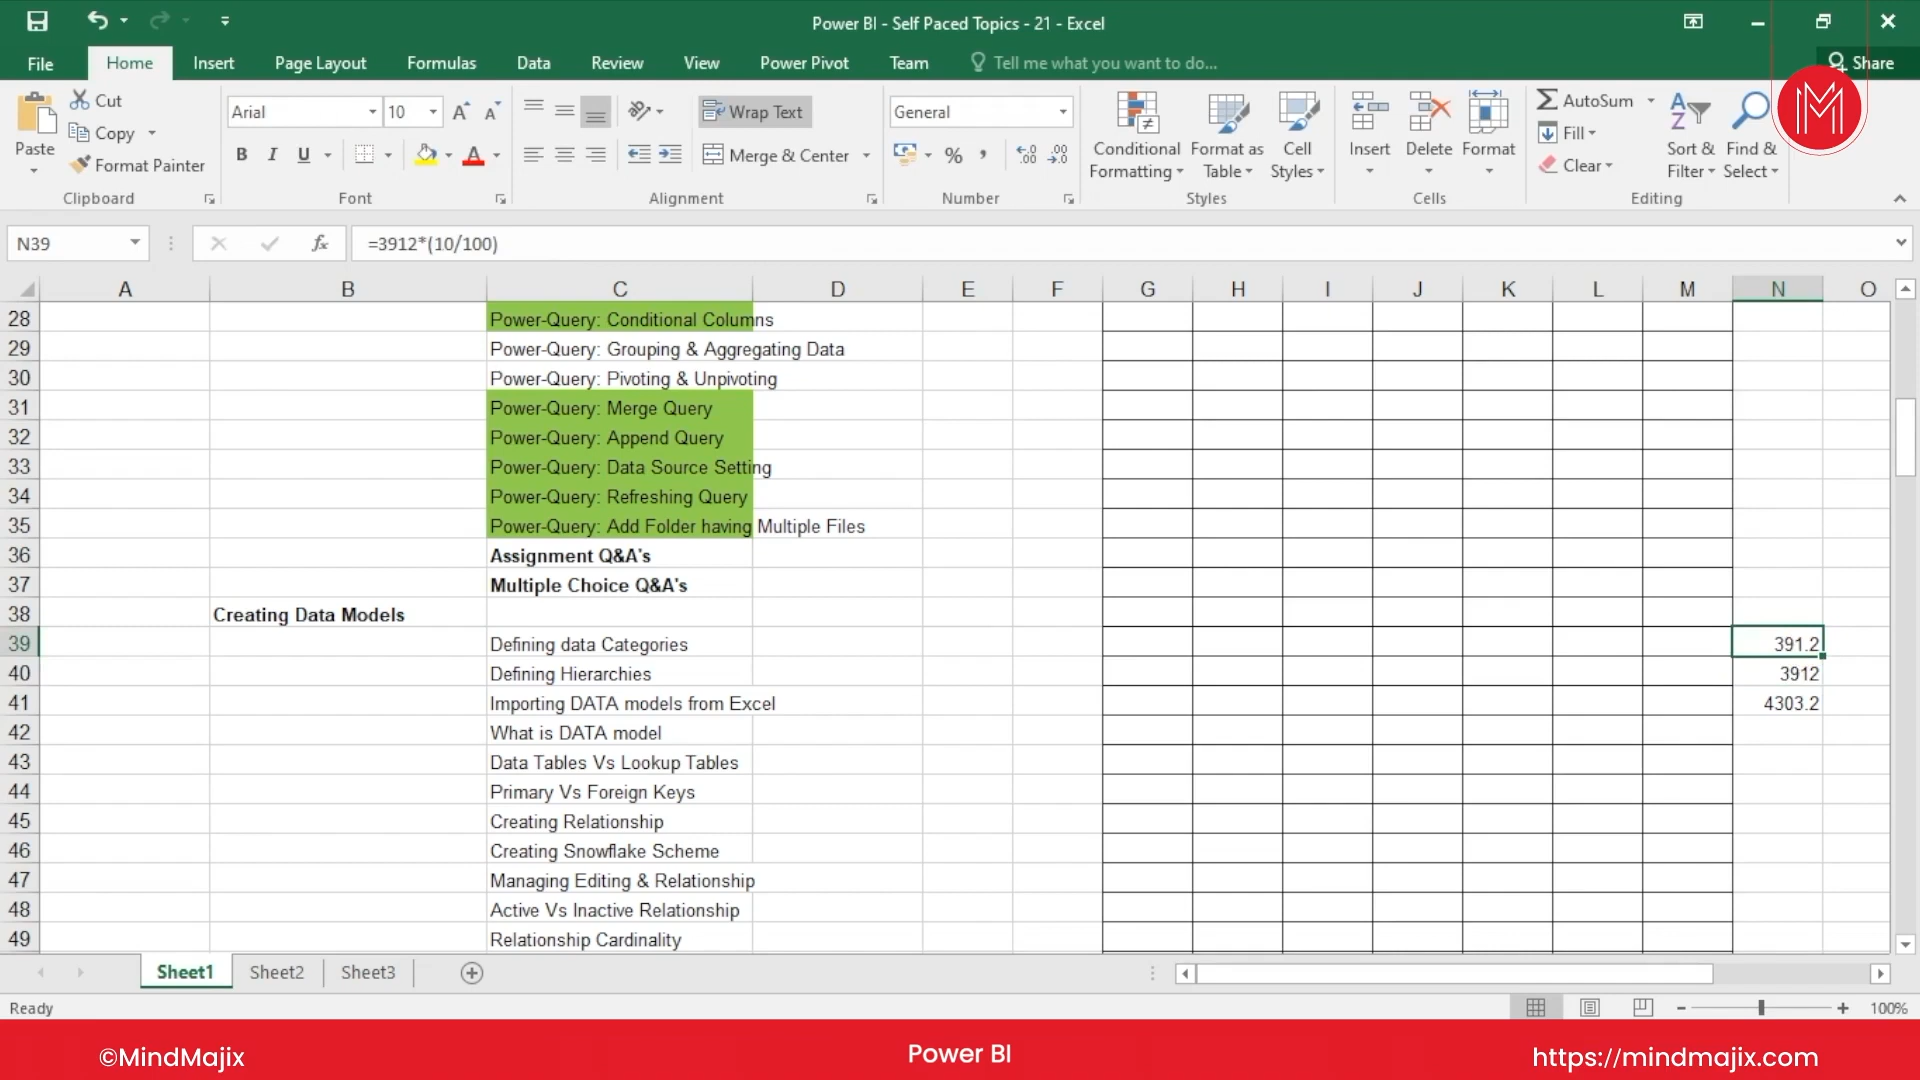 Power BI - Self Paced Topics - 21 - Excel
File Home Insert Page Layout Formulas Data Review View Power Pivot Team Tell me what you want to do... Share
Paste
Cut
Copy
Format Painter
Clipboard
Arial 10
B I U
Font
Wrap Text
Merge & Center
Alignment
General
%
Number
Conditional Formatting
Format as Table
Cell Styles
Styles
Insert
Delete
Format
Cells
AutoSum
Fill
Clear
Sort & Filter
Find & Select
Editing
N39 fx =3912*(10/100)
A B C D E F G H I J K L M N O
28 Power-Query: Conditional Columns
29 Power-Query: Grouping & Aggregating Data
30 Power-Query: Pivoting & Unpivoting
31 Power-Query: Merge Query
32 Power-Query: Append Query
33 Power-Query: Data Source Setting
34 Power-Query: Refreshing Query
35 Power-Query: Add Folder having Multiple Files
36 Assignment Q&A's
37 Multiple Choice Q&A's
38 Creating Data Models
39 Defining data Categories 391.2
40 Defining Hierarchies 3912
41 Importing DATA models from Excel 4303.2
42 What is DATA model
43 Data Tables Vs Lookup Tables
44 Primary Vs Foreign Keys
45 Creating Relationship
46 Creating Snowflake Scheme
47 Managing Editing & Relationship
48 Active Vs Inactive Relationship
49 Relationship Cardinality
Sheet1 Sheet2 Sheet3
Ready 100%
©MindMajix Power BI https://mindmajix.com